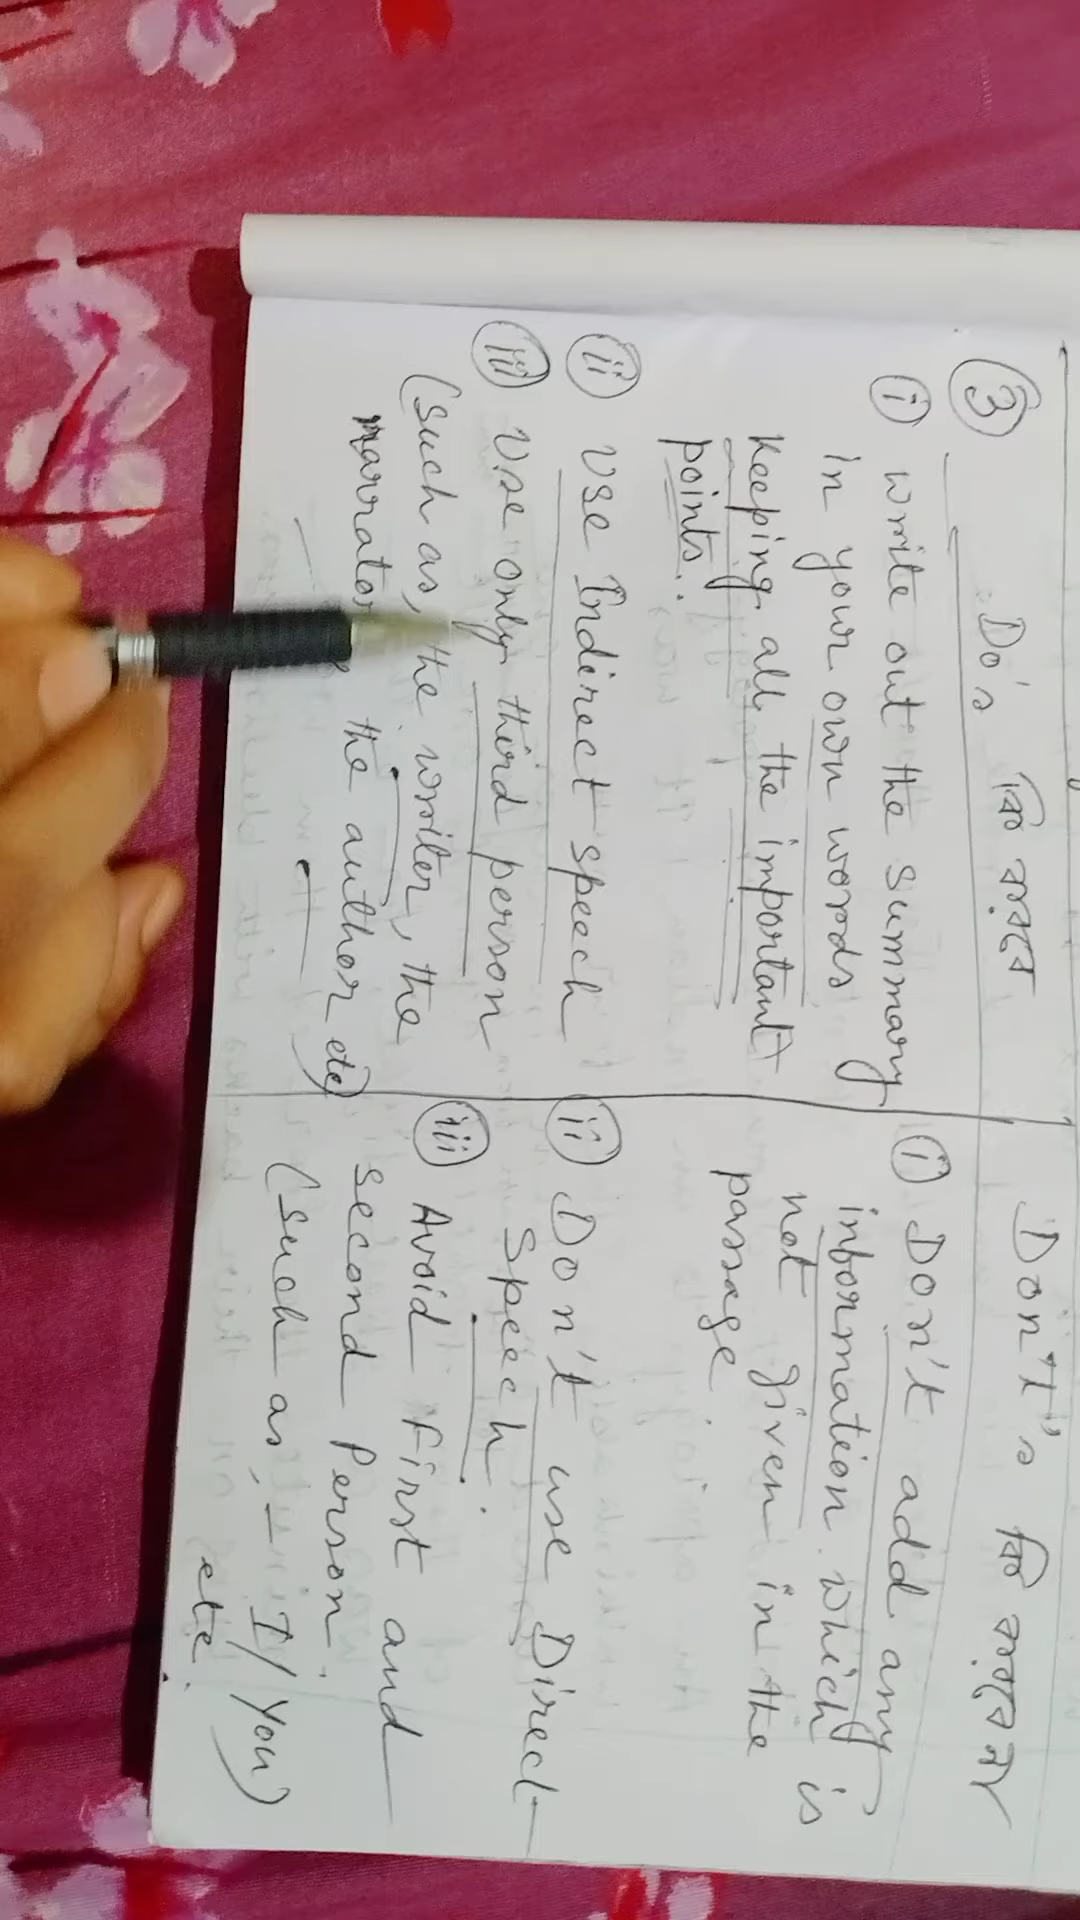 ③ Do's কি করবে
ⓘ write out the summary
in your own words
keeping all the important
points.
ⓘⓘ Use Indirect speech
ⓘⓘⓘ Use only third person
(such as, the writer, the
narrator, the author etc)
Don't's কি করবে না
ⓘ Don't add any
information which is
not given in the
passage
ⓘⓘ Don't use Direct
speech.
ⓘⓘⓘ Avoid First and
second Person
(such as, - I/You)
etc.